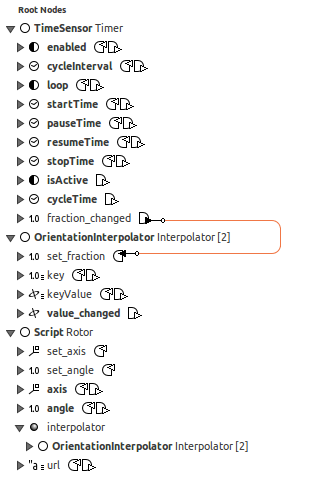 Root Nodes
TimeSensor Timer
enabled
cycleInterval
loop
startTime
pauseTime
resumeTime
stopTime
isActive
cycleTime
1.0 fraction_changed
OrientationInterpolator Interpolator [2]
1.0 set_fraction
1.0 key
keyValue
value_changed
Script Rotor
set_axis
1.0 set_angle
axis
1.0 angle
interpolator
OrientationInterpolator Interpolator [2]
"a url